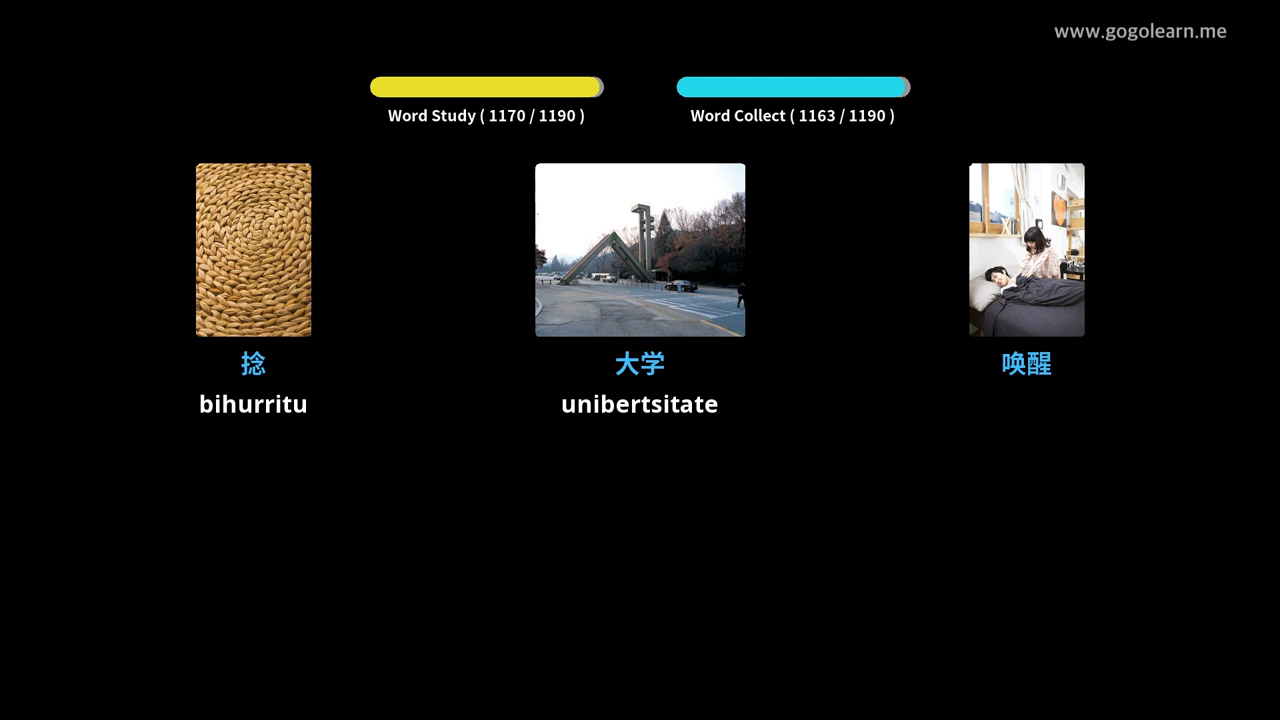 www.gogolearn.me
Word Study ( 1170 / 1190 )
Word Collect ( 1163 / 1190 )
捻
bihurritu
大学
unibertsitate
唤醒